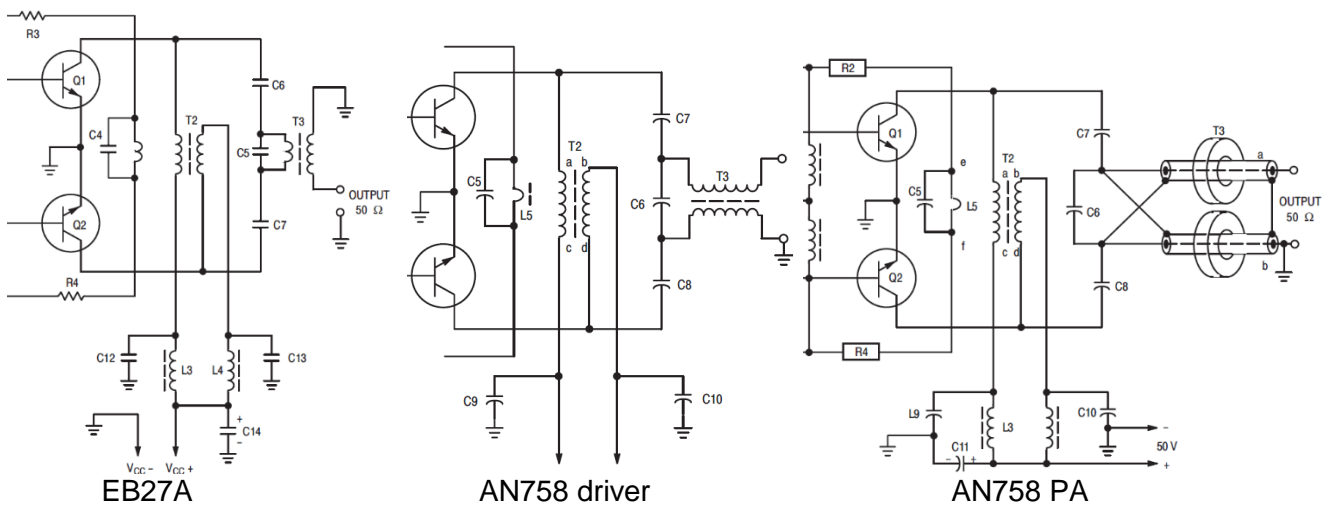 R3
Q1
C6
C4
T2
T3
C5
OUTPUT
50 Ω
Q2
C7
R4
C12
L3
L4
C13
+
C14
−
VCC −
VCC +
EB27A
C7
T2
a
b
C5
T3
C6
L5
c
d
C8
C9
C10
AN758 driver
R2
Q1
C7
T3
e
T2
a
a
b
C5
L5
C6
OUTPUT
50 Ω
f
c
d
b
Q2
C8
R4
L9
L3
C10
−
C11
50 V
−
+
+
AN758 PA